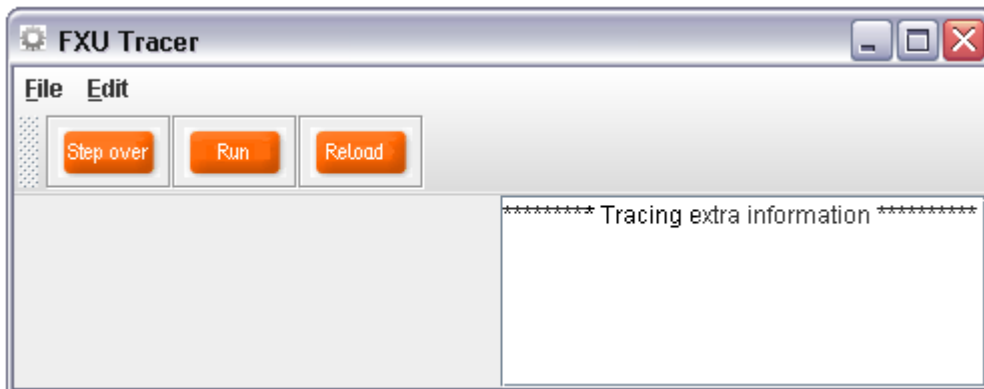 FXU Tracer
File Edit
Step over Run Reload
********* Tracing extra information **********